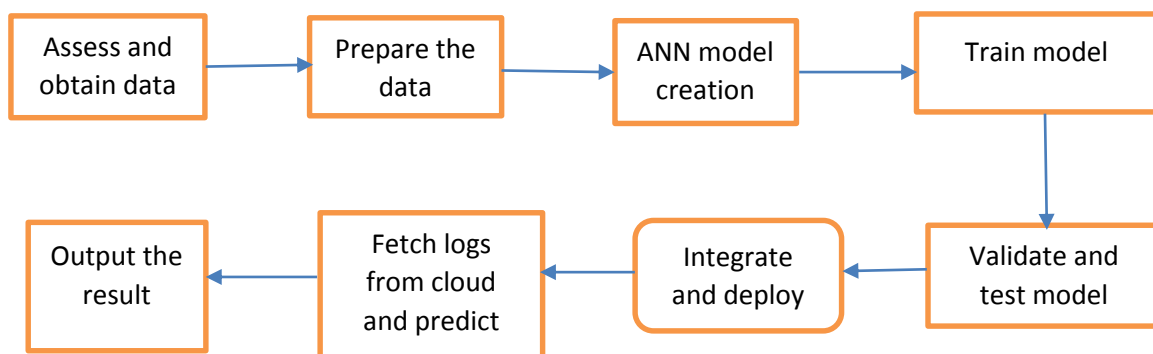 Assess and
obtain data
Prepare the
data
ANN model
creation
Train model
Validate and
test model
Integrate
and deploy
Fetch logs
from cloud
and predict
Output the
result